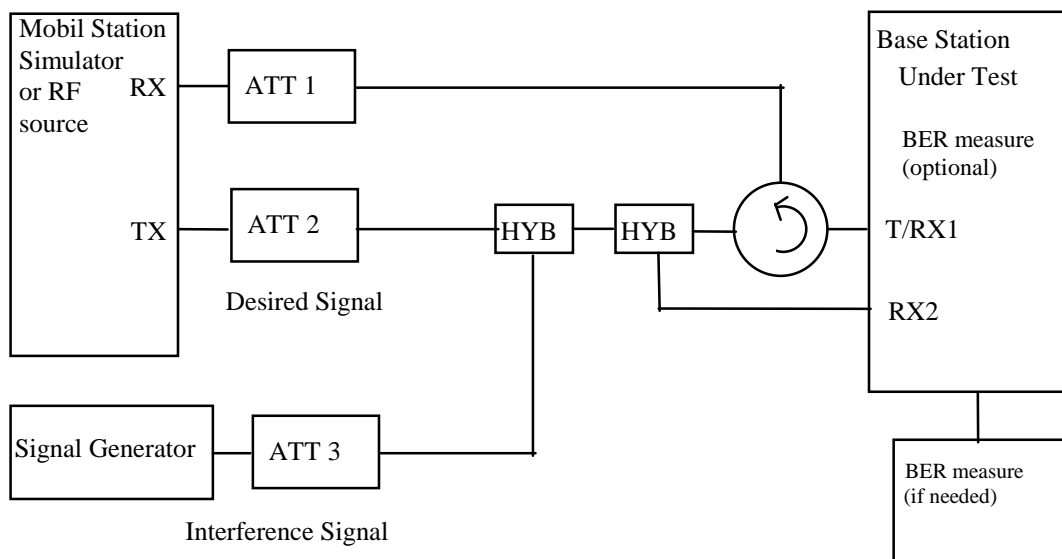 Mobil Station
Simulator
or RF
source
RX
TX
ATT 1
ATT 2
Desired Signal
HYB
HYB
Base Station
Under Test
BER measure
(optional)
T/RX1
RX2
Signal Generator
ATT 3
Interference Signal
BER measure
(if needed)